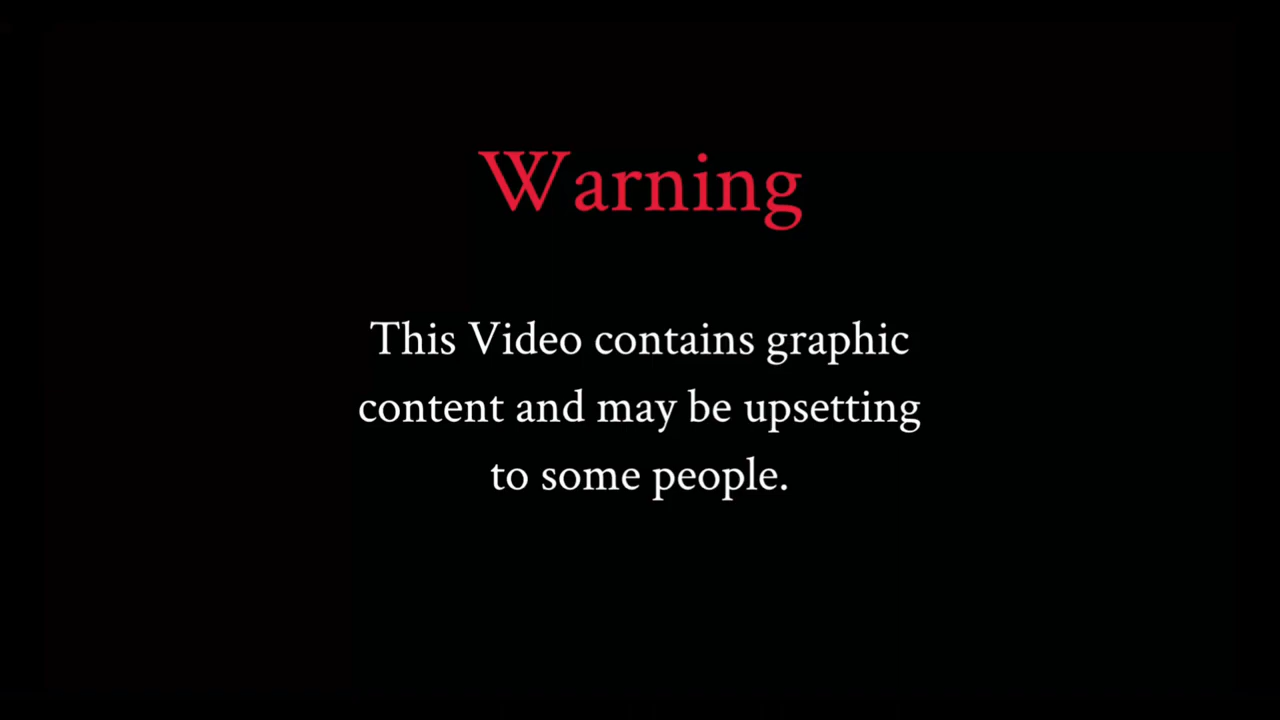 Warning
This Video contains graphic
content and may be upsetting
to some people.